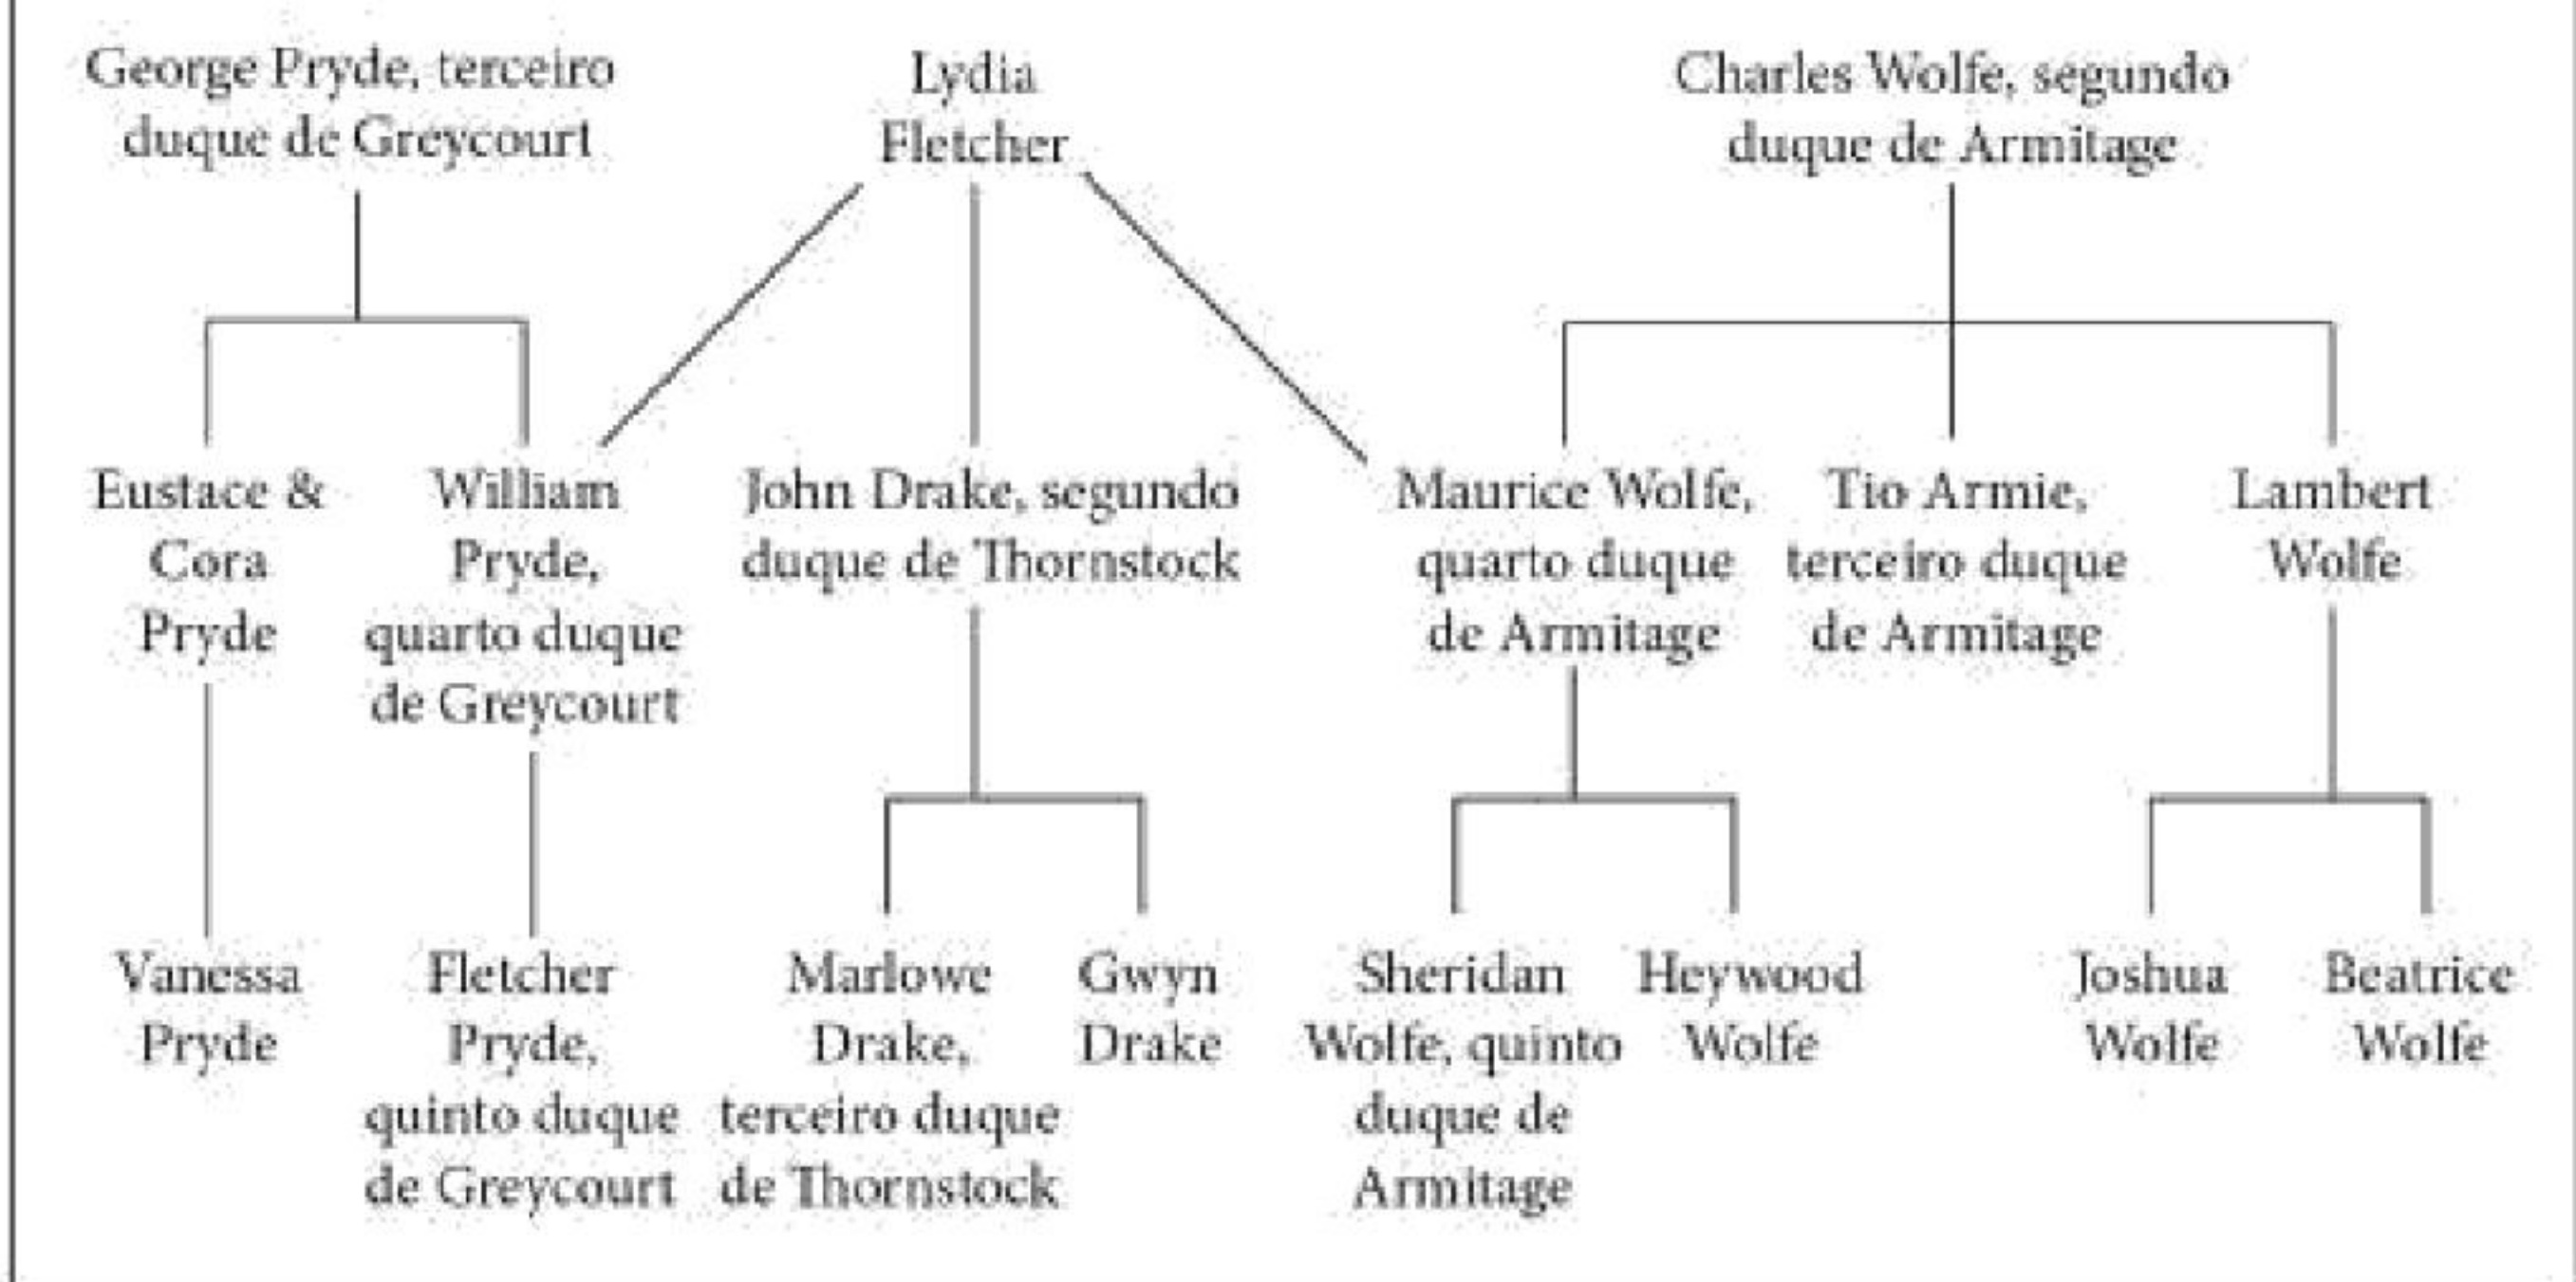 George Pryde, terceiro
duque de Greycourt
Lydia
Fletcher
Charles Wolfe, segundo
duque de Armitage
Eustace &
Cora
Pryde
William
Pryde,
quarto duque
de Greycourt
John Drake, segundo
duque de Thornstock
Maurice Wolfe,
quarto duque
de Armitage
Tio Armie,
terceiro duque
de Armitage
Lambert
Wolfe
Vanessa
Pryde
Fletcher
Pryde,
quinto duque
de Greycourt
Marlowe
Drake,
terceiro duque
de Thornstock
Gwyn
Drake
Sheridan
Wolfe, quinto
duque de
Armitage
Heywood
Wolfe
Joshua
Wolfe
Beatrice
Wolfe